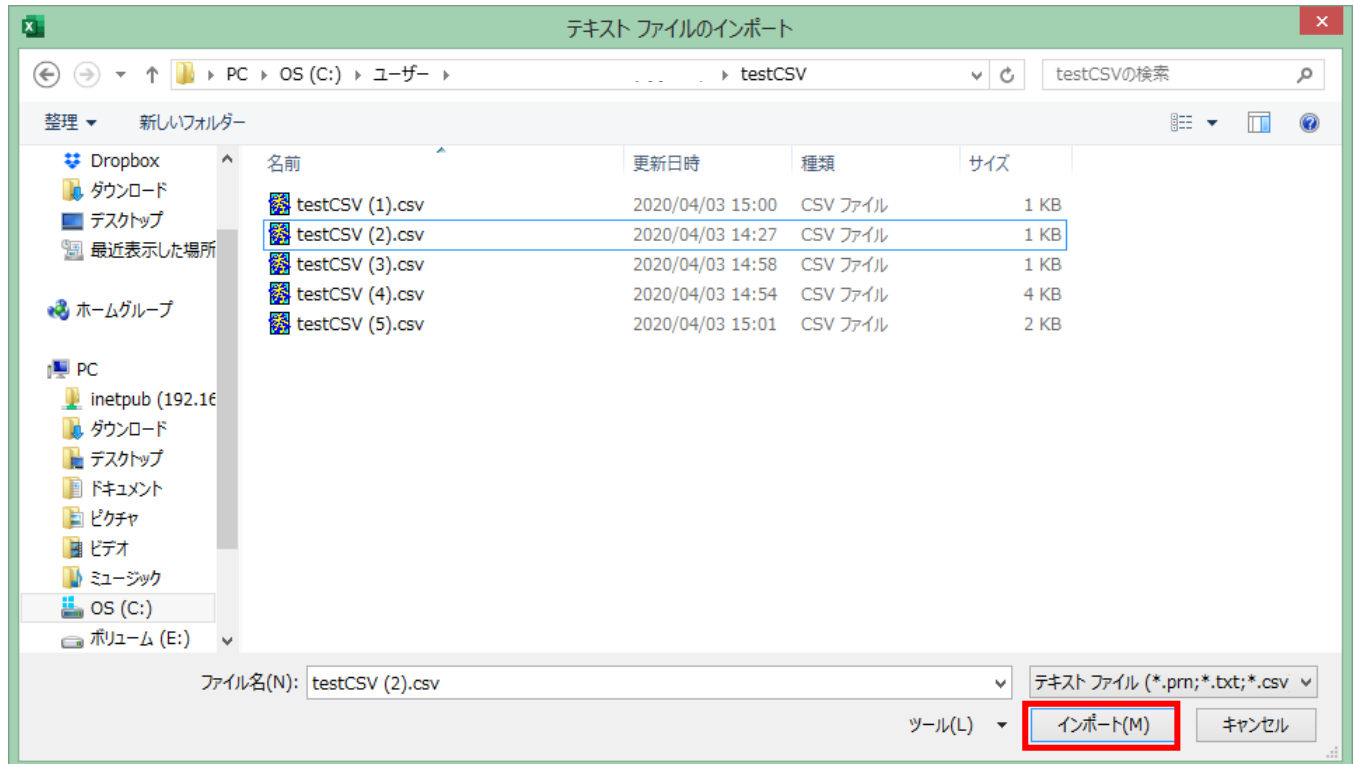 テキスト ファイルのインポート
PC OS (C:) ユーザー testCSV testCSVの検索
整理 新しいフォルダー
Dropbox
ダウンロード
デスクトップ
最近表示した場所
ホームグループ
PC
inetpub (192.16
ダウンロード
デスクトップ
ドキュメント
ピクチャ
ビデオ
ミュージック
OS (C:)
ボリューム (E:)
名前 更新日時 種類 サイズ
testCSV (1).csv 2020/04/03 15:00 CSV ファイル 1 KB
testCSV (2).csv 2020/04/03 14:27 CSV ファイル 1 KB
testCSV (3).csv 2020/04/03 14:58 CSV ファイル 1 KB
testCSV (4).csv 2020/04/03 14:54 CSV ファイル 4 KB
testCSV (5).csv 2020/04/03 15:01 CSV ファイル 2 KB
ファイル名(N): testCSV (2).csv テキスト ファイル (*.prn;*.txt;*.csv
ツール(L) インポート(M) キャンセル